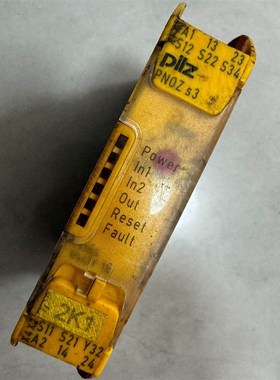 A1 13 23
S12 S22 S34
pilz
PNOZ s3
Power
In1
In2
Out
Reset
Fault
2K1
S11 S21 Y32
A2 14 24